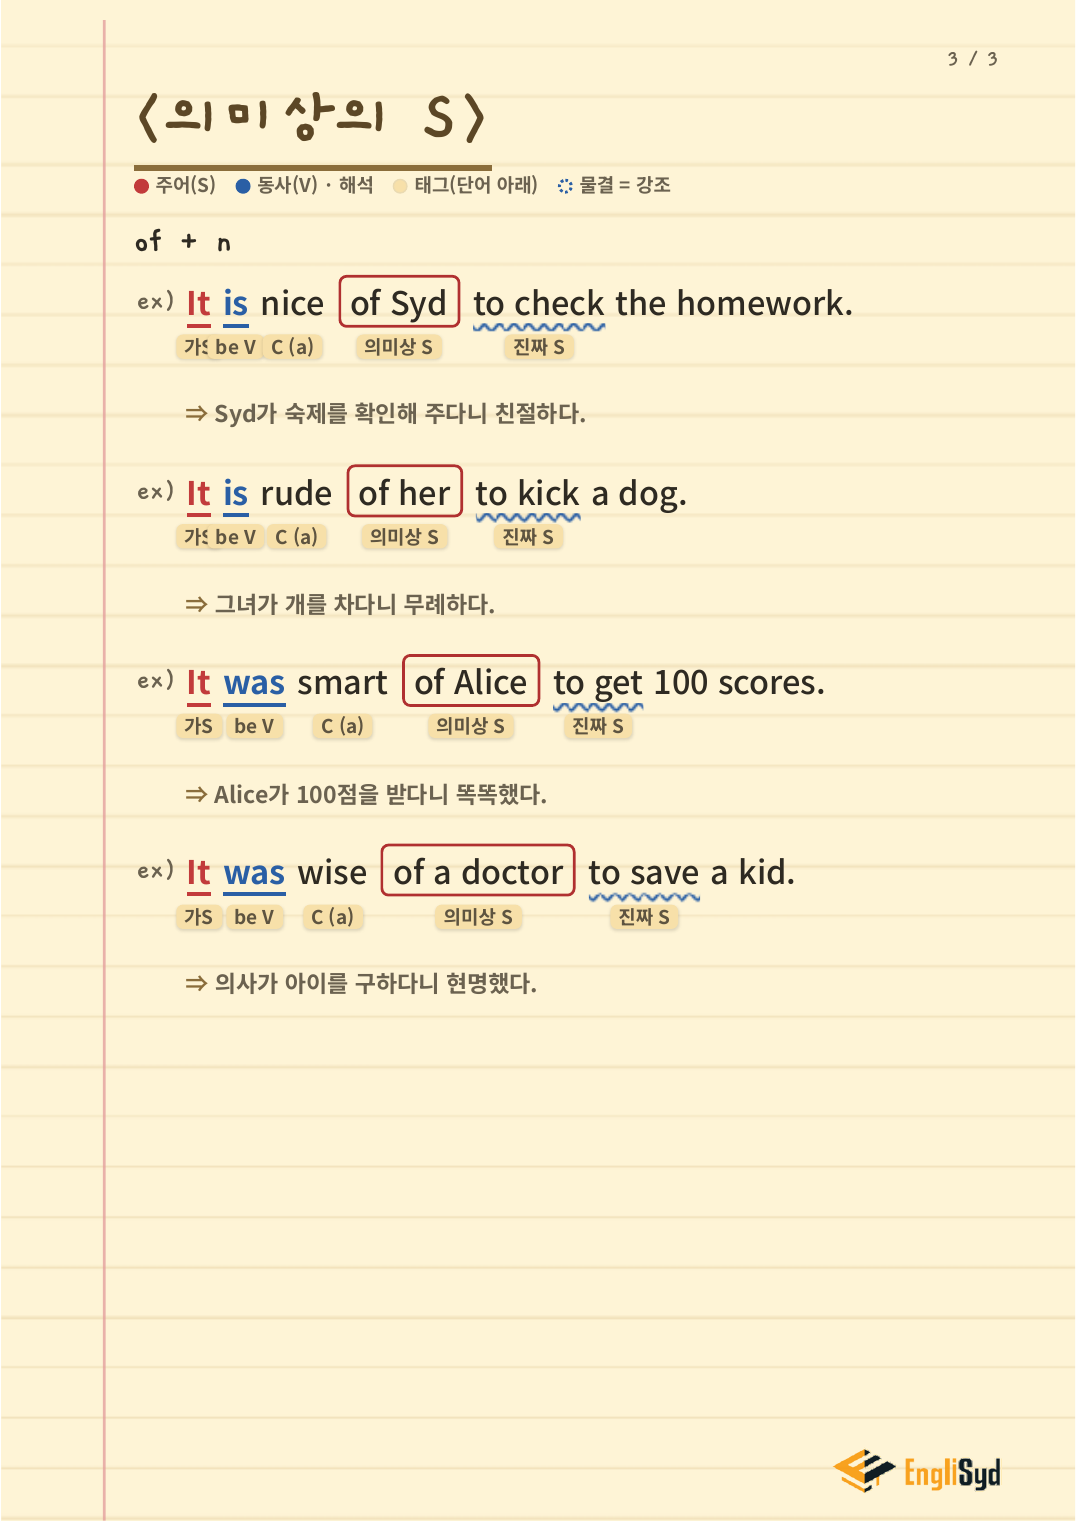 3 / 3
<의미상의 S>
주어(S) 동사(V) · 해석 태그(단어 아래) 물결 = 강조
of + n
ex) It is nice of Syd to check the homework.
가S be V C (a) 의미상 S 진짜 S
⇒ Syd가 숙제를 확인해 주다니 친절하다.
ex) It is rude of her to kick a dog.
가S be V C (a) 의미상 S 진짜 S
⇒ 그녀가 개를 차다니 무례하다.
ex) It was smart of Alice to get 100 scores.
가S be V C (a) 의미상 S 진짜 S
⇒ Alice가 100점을 받다니 똑똑했다.
ex) It was wise of a doctor to save a kid.
가S be V C (a) 의미상 S 진짜 S
⇒ 의사가 아이를 구하다니 현명했다.
EngliSyd